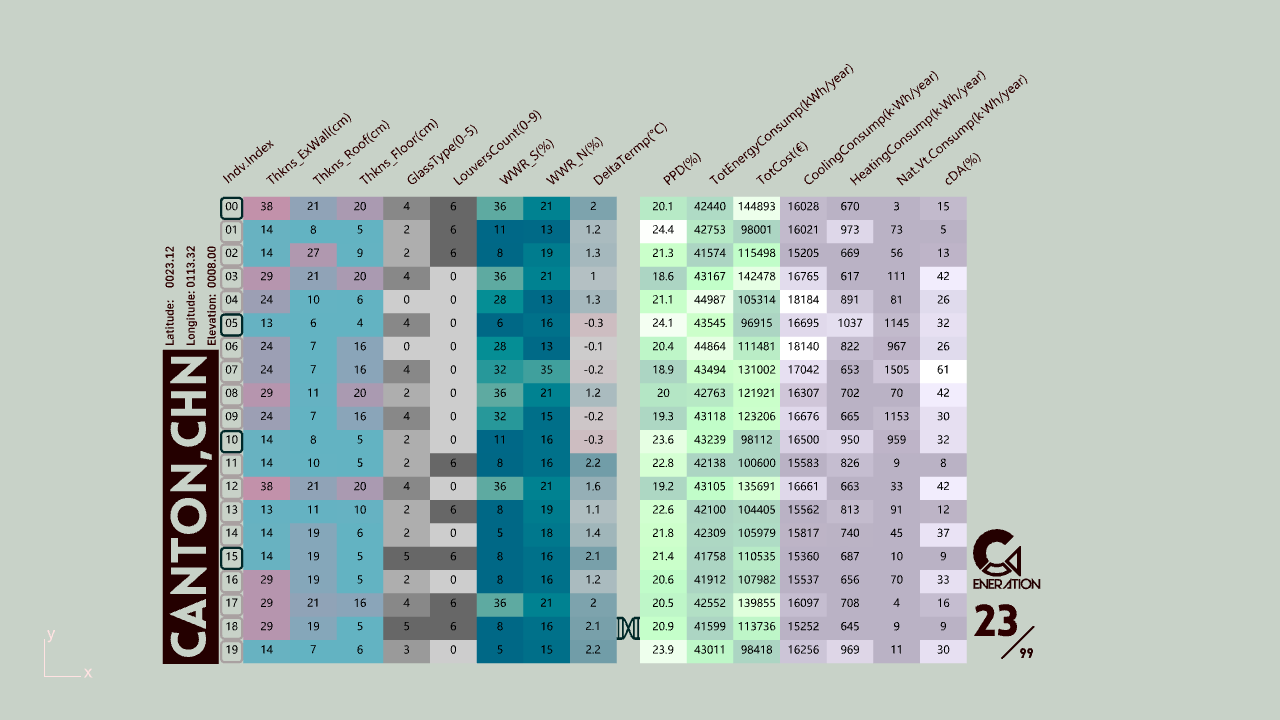 Indv.Index Thkns_ExWall(cm) Thkns_Roof(cm) Thkns_Floor(cm) GlassType(0-5) LouversCount(0-9) WWR_S(%) WWR_N(%) DeltaTermp(°C) PPD(%) TotEnergyConsump(kWh/year) TotCost(€) CoolingConsump(k·Wh/year) HeatingConsump(k·Wh/year) Nat.Vt.Consump(k·Wh/year) cDA(%)
00 38 21 20 4 6 36 21 2 20.1 42440 144893 16028 670 3 15
01 14 8 5 2 6 11 13 1.2 24.4 42753 98001 16021 973 73 5
02 14 27 9 2 6 8 19 1.3 21.3 41574 115498 15205 669 56 13
03 29 21 20 4 0 36 21 1 18.6 43167 142478 16765 617 111 42
04 24 10 6 0 0 28 13 1.3 21.1 44987 105314 18184 891 81 26
05 13 6 4 4 0 6 16 -0.3 24.1 43545 96915 16695 1037 1145 32
06 24 7 16 0 0 28 13 -0.1 20.4 44864 111481 18140 822 967 26
07 24 7 16 4 0 32 35 -0.2 18.9 43494 131002 17042 653 1505 61
08 29 11 20 2 0 36 21 1.2 20 42763 121921 16307 702 70 42
09 24 7 16 4 0 32 15 -0.2 19.3 43118 123206 16676 665 1153 30
10 14 8 5 2 0 11 16 -0.3 23.6 43239 98112 16500 950 959 32
11 14 10 5 2 6 8 16 2.2 22.8 42138 100600 15583 826 9 8
12 38 21 20 4 0 36 21 1.6 19.2 43105 135691 16661 663 33 42
13 13 11 10 2 6 8 19 1.1 22.6 42100 104405 15562 813 91 12
14 14 19 6 2 0 5 18 1.4 21.8 42309 105979 15817 740 45 37
15 14 19 5 5 6 8 16 2.1 21.4 41758 110535 15360 687 10 9
16 29 19 5 2 0 8 16 1.2 20.6 41912 107982 15537 656 70 33
17 29 21 16 4 6 36 21 2 20.5 42552 139855 16097 708 4 16
18 29 19 5 5 6 8 16 2.1 20.9 41599 113736 15252 645 9 9
19 14 7 6 3 0 5 15 2.2 23.9 43011 98418 16256 969 11 30
Latitude: 0023.12
Longitude: 0113.32
Elevation: 0008.00
CANTON,CHN
GENERATION
23/99
y
x